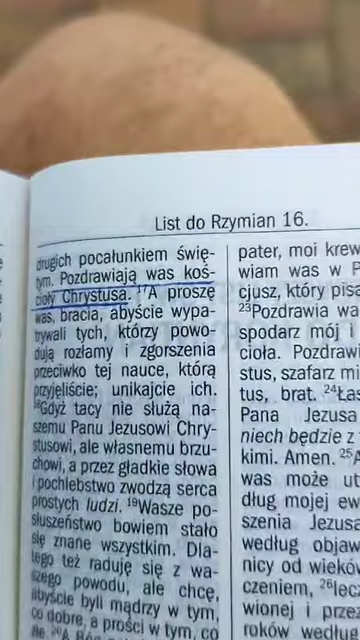 List do Rzymian 16.
drugich pocałunkiem świę-
tym. Pozdrawiają was koś-
cioły Chrystusa. 17A proszę
was, bracia, abyście wypa-
trywali tych, którzy powo-
dują rozłamy i zgorszenia
przeciwko tej nauce, którą
przyjęliście; unikajcie ich.
18Gdyż tacy nie służą na-
szemu Panu Jezusowi Chry-
stusowi, ale własnemu brzu-
chowi, a przez gładkie słowa
i pochlebstwo zwodzą serca
prostych ludzi. 19Wasze po-
słuszeństwo bowiem stało
się znane wszystkim. Dla-
tego też raduję się z wa-
szego powodu, ale chcę,
abyście byli mądrzy w tym,
co dobre, a prości w tym, co
20A Bóg
pater, moi krew
wiam was w P
cjusz, który pisa
23Pozdrawia wa
spodarz mój i
cioła. Pozdrawi
stus, szafarz mi
tus, brat. 24Łas
Pana Jezusa
niech będzie z
kimi. Amen. 25A
was może ut
dług mojej ew
szenia Jezusa
według objaw
nicy od wieków
czeniem, 26lecz
wionej i przez
roków według